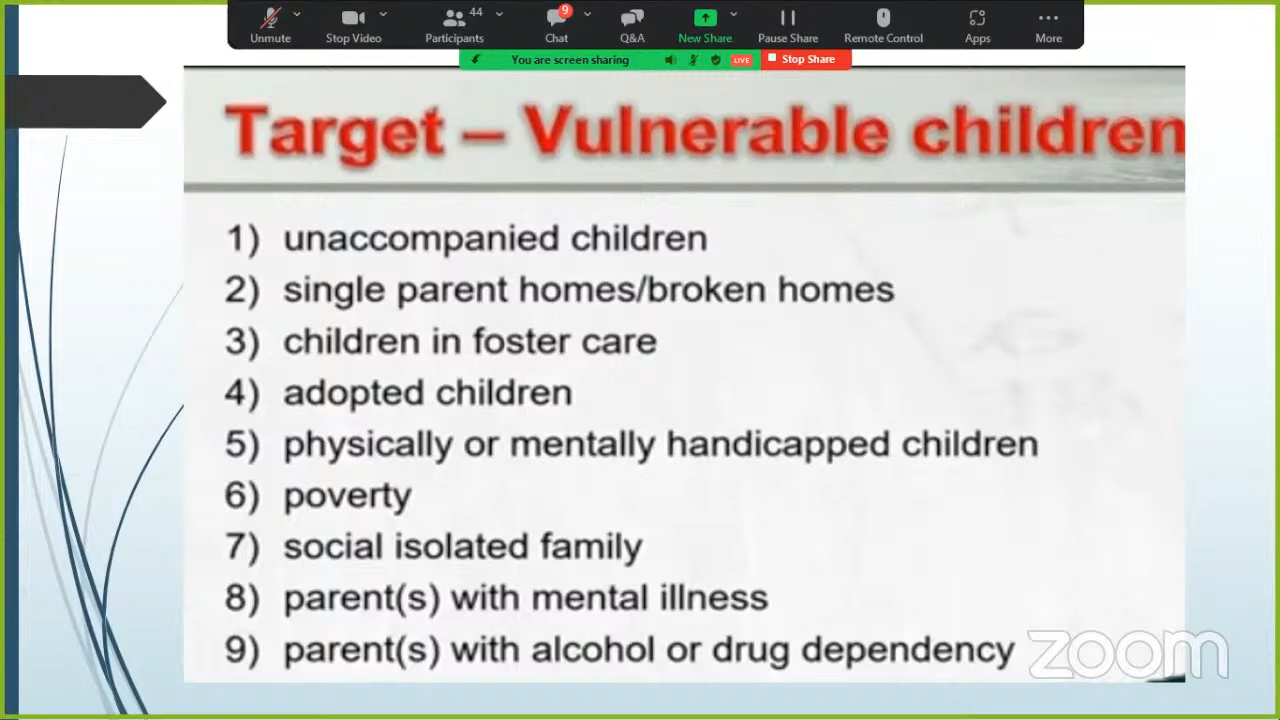 44
9
Unmute
Stop Video
Participants
Chat
Q&A
New Share
Pause Share
Remote Control
Apps
More
You are screen sharing
LIVE
Stop Share
Target – Vulnerable children
1) unaccompanied children
2) single parent homes/broken homes
3) children in foster care
4) adopted children
5) physically or mentally handicapped children
6) poverty
7) social isolated family
8) parent(s) with mental illness
9) parent(s) with alcohol or drug dependency
zoom